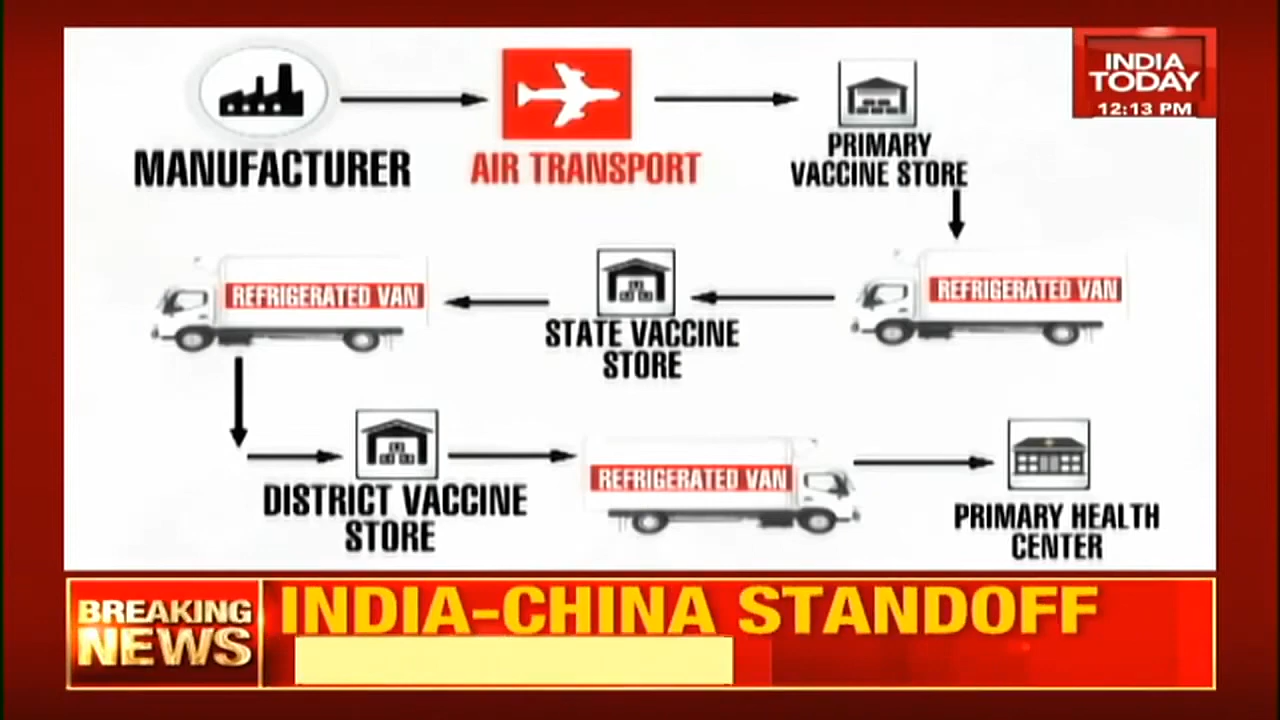 INDIA
TODAY
12:13 PM
MANUFACTURER
AIR TRANSPORT
PRIMARY
VACCINE STORE
REFRIGERATED VAN
STATE VACCINE
STORE
REFRIGERATED VAN
DISTRICT VACCINE
STORE
REFRIGERATED VAN
PRIMARY HEALTH
CENTER
BREAKING
NEWS
INDIA-CHINA STANDOFF